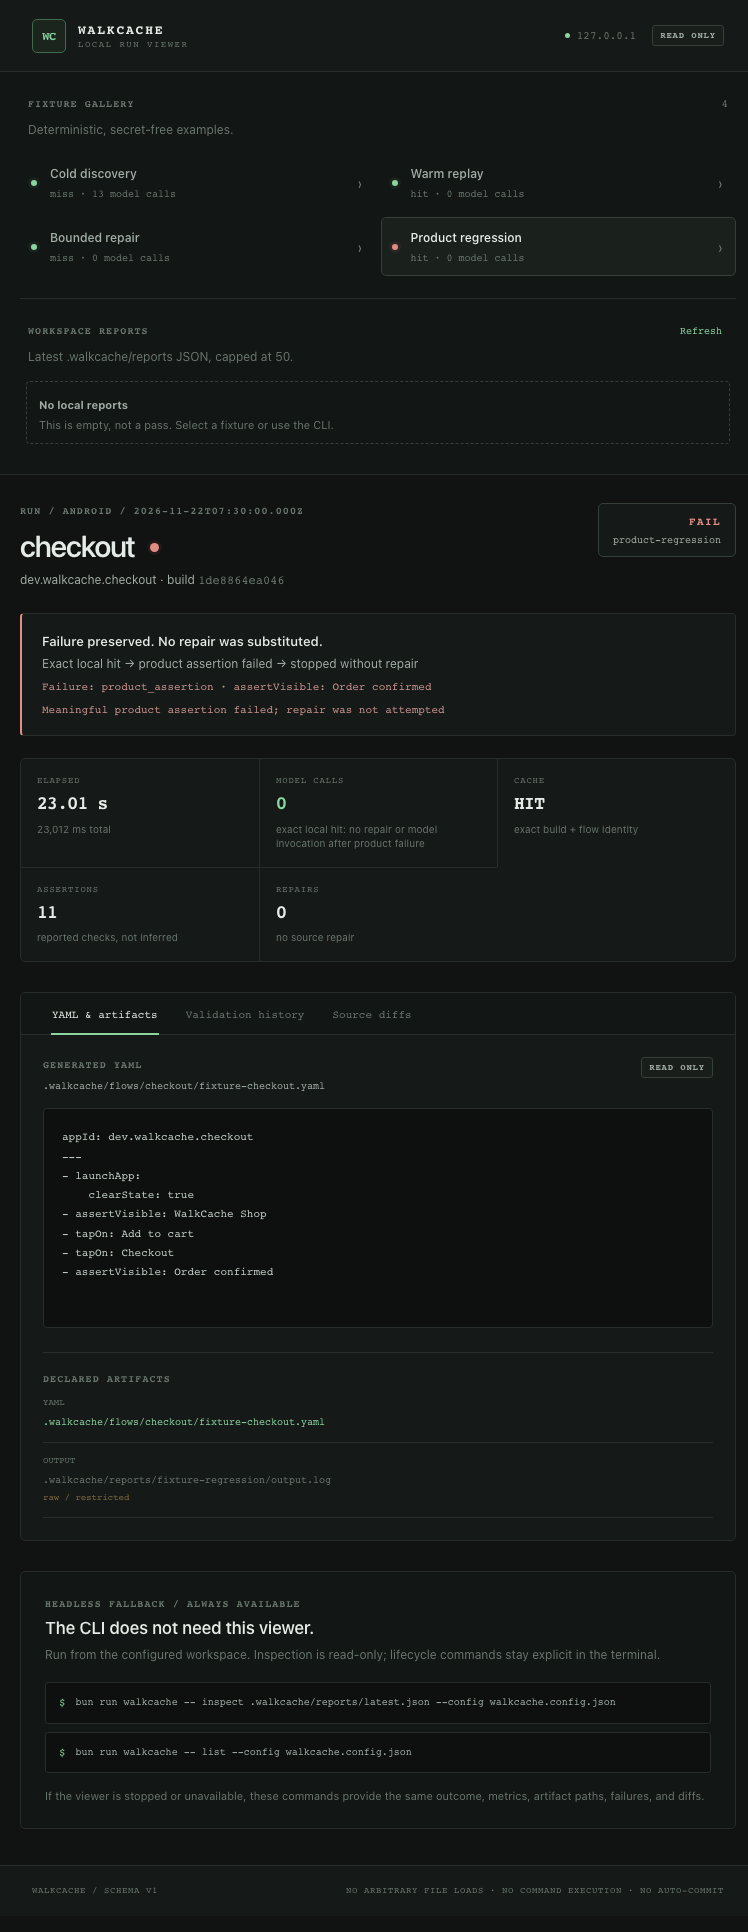 WC
WALKCACHE
LOCAL RUN VIEWER
127.0.0.1
READ ONLY
FIXTURE GALLERY
4
Deterministic, secret-free examples.
Cold discovery
miss · 13 model calls
Warm replay
hit · 0 model calls
Bounded repair
miss · 0 model calls
Product regression
hit · 0 model calls
WORKSPACE REPORTS
Refresh
Latest .walkcache/reports JSON, capped at 50.
No local reports
This is empty, not a pass. Select a fixture or use the CLI.
RUN / ANDROID / 2026-11-22T07:30:00.000Z
checkout
dev.walkcache.checkout · build 1de8864ea046
FAIL
product-regression
Failure preserved. No repair was substituted.
Exact local hit → product assertion failed → stopped without repair
Failure: product_assertion · assertVisible: Order confirmed
Meaningful product assertion failed; repair was not attempted
ELAPSED
23.01 s
23,012 ms total
MODEL CALLS
0
exact local hit: no repair or model
invocation after product failure
CACHE
HIT
exact build + flow identity
ASSERTIONS
11
reported checks, not inferred
REPAIRS
0
no source repair
YAML & artifacts
Validation history
Source diffs
GENERATED YAML
.walkcache/flows/checkout/fixture-checkout.yaml
READ ONLY
appId: dev.walkcache.checkout
---
- launchApp:
    clearState: true
- assertVisible: WalkCache Shop
- tapOn: Add to cart
- tapOn: Checkout
- assertVisible: Order confirmed
DECLARED ARTIFACTS
YAML
.walkcache/flows/checkout/fixture-checkout.yaml
OUTPUT
.walkcache/reports/fixture-regression/output.log
raw / restricted
HEADLESS FALLBACK / ALWAYS AVAILABLE
The CLI does not need this viewer.
Run from the configured workspace. Inspection is read-only; lifecycle commands stay explicit in the terminal.
$ bun run walkcache -- inspect .walkcache/reports/latest.json --config walkcache.config.json
$ bun run walkcache -- list --config walkcache.config.json
If the viewer is stopped or unavailable, these commands provide the same outcome, metrics, artifact paths, failures, and diffs.
WALKCACHE / SCHEMA V1
NO ARBITRARY FILE LOADS · NO COMMAND EXECUTION · NO AUTO-COMMIT